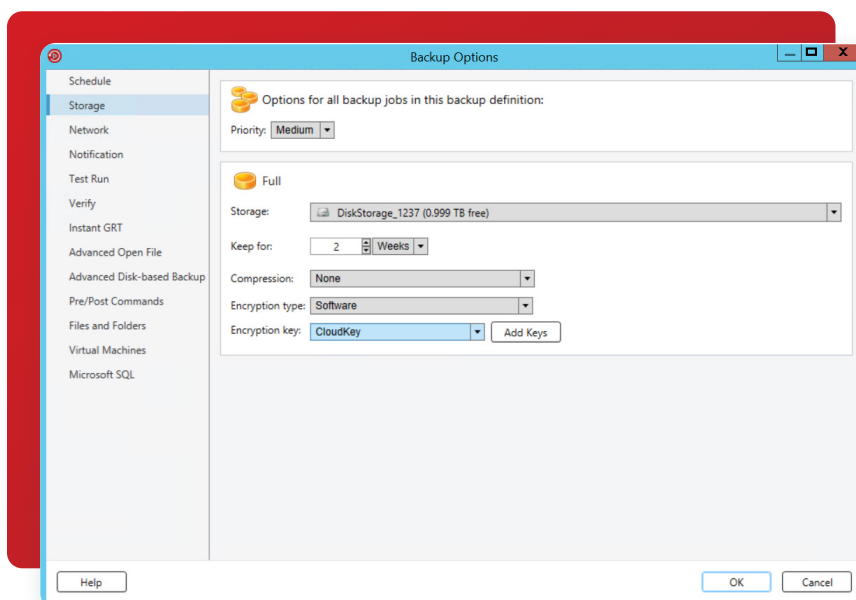 Backup Options
Schedule
Storage
Network
Notification
Test Run
Verify
Instant GRT
Advanced Open File
Advanced Disk-based Backup
Pre/Post Commands
Files and Folders
Virtual Machines
Microsoft SQL
Options for all backup jobs in this backup definition:
Priority: Medium
Full
Storage: DiskStorage_1237 (0.999 TB free)
Keep for: 2 Weeks
Compression: None
Encryption type: Software
Encryption key: CloudKey Add Keys
Help OK Cancel